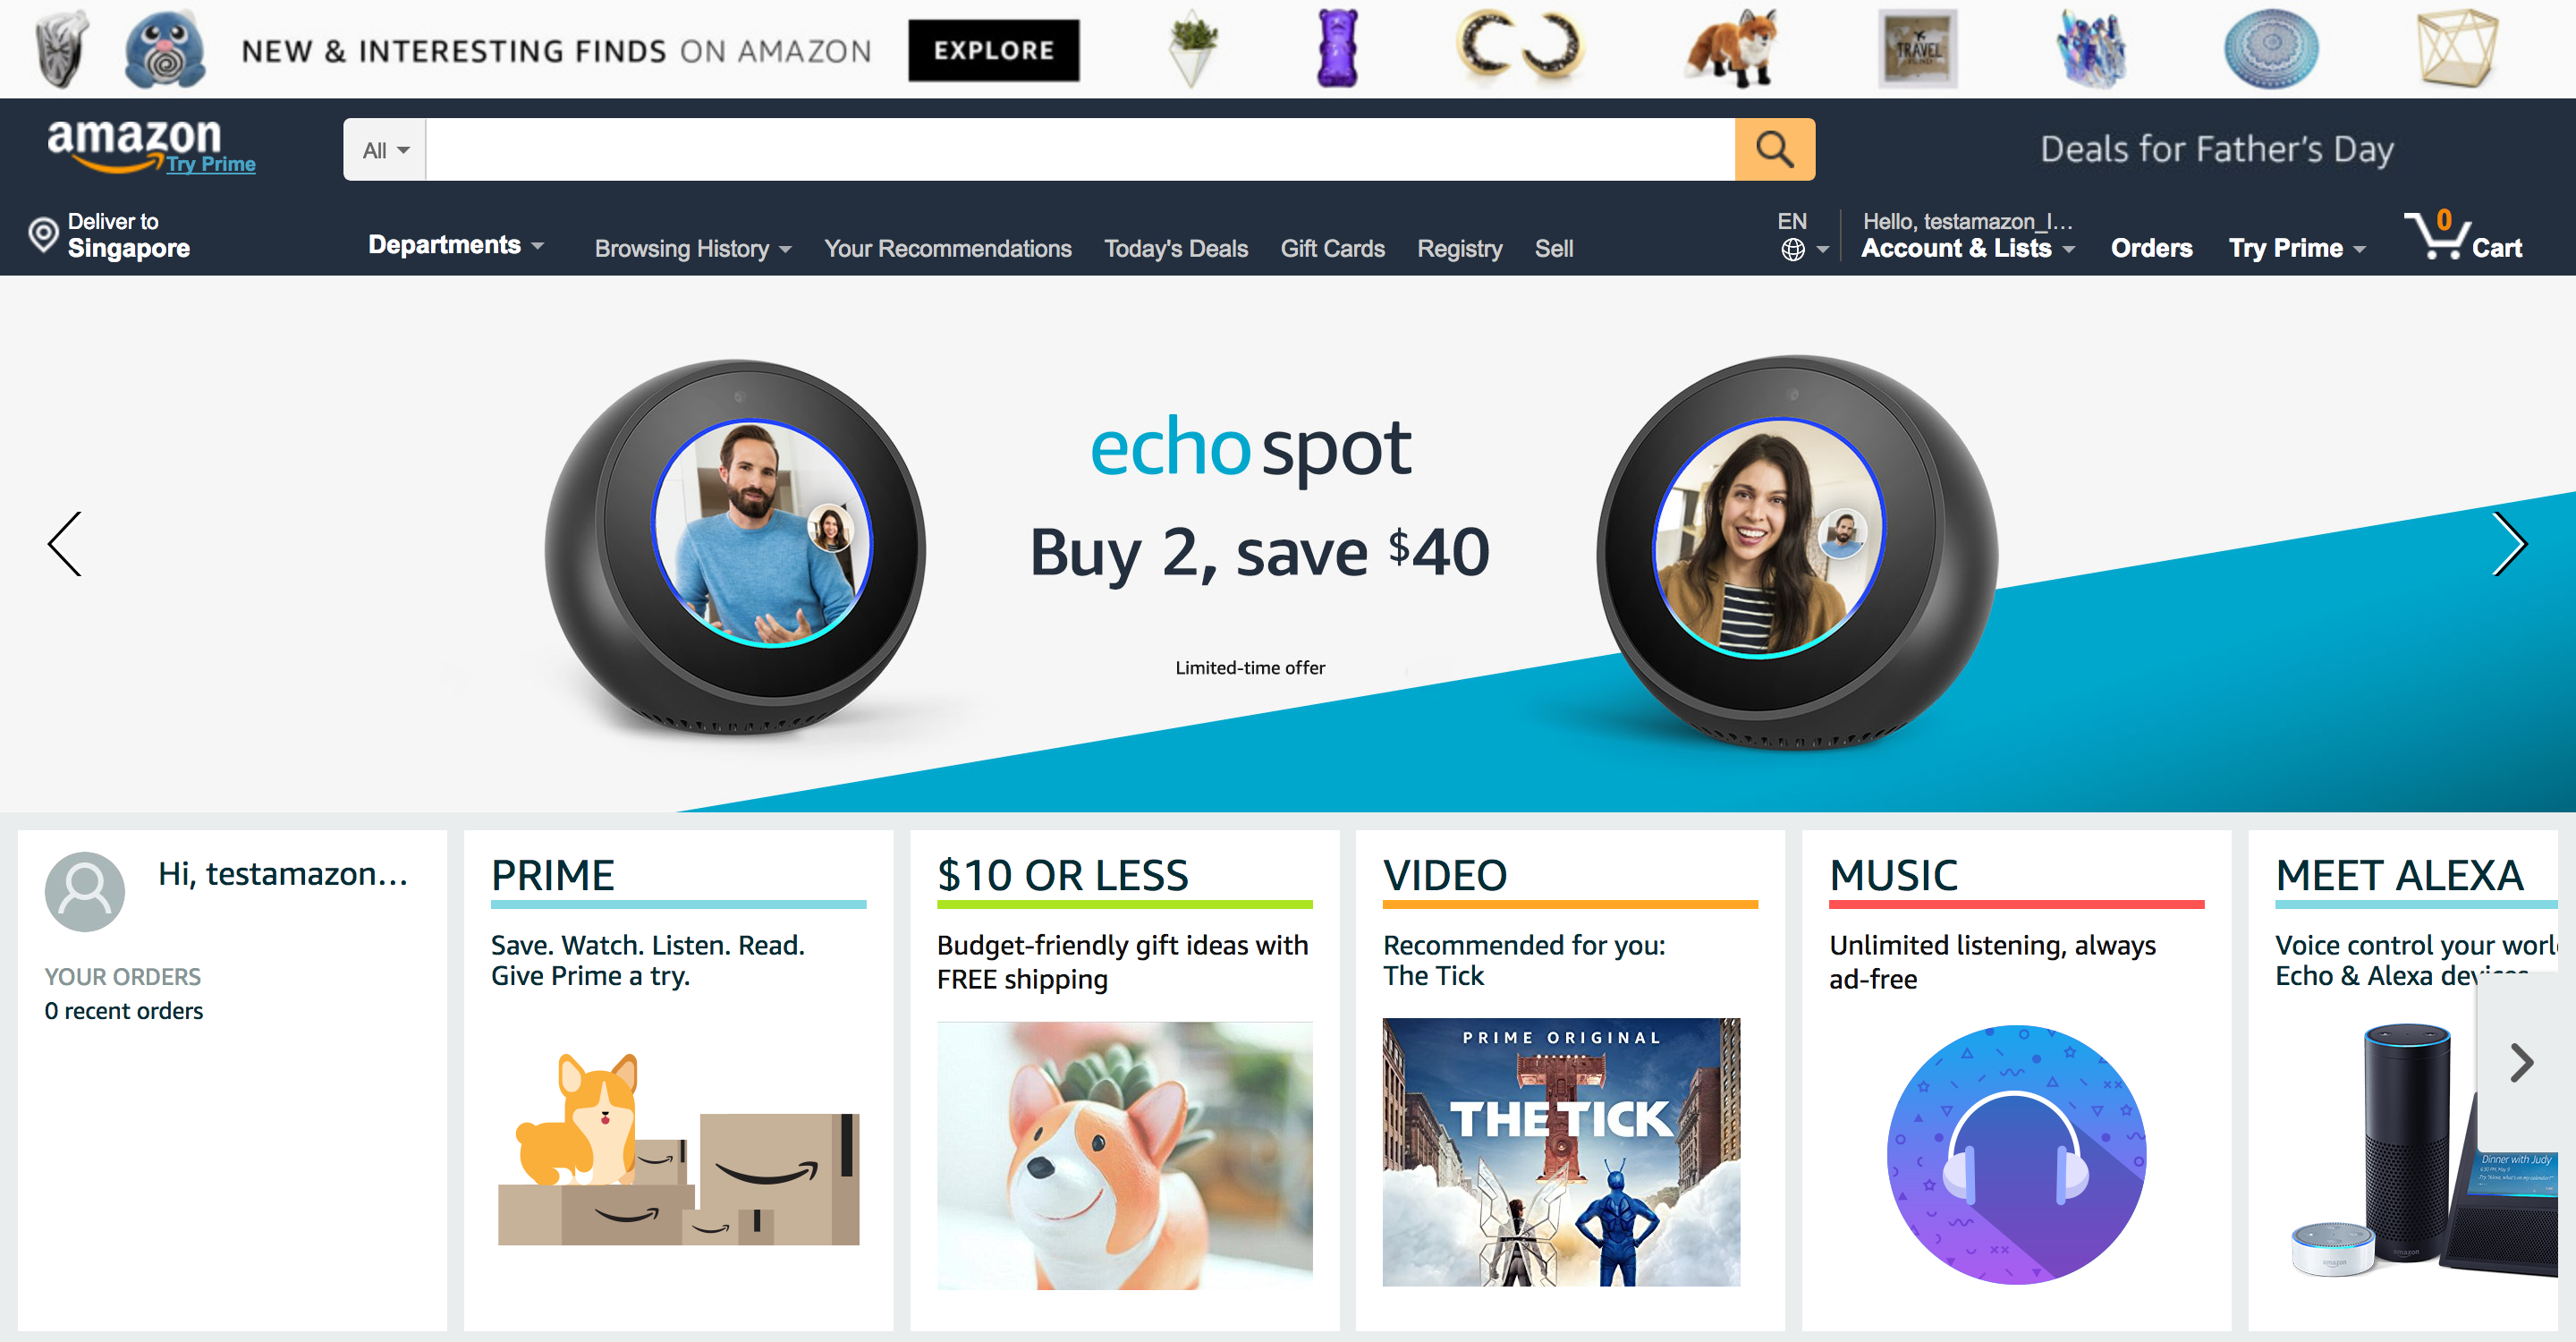 NEW & INTERESTING FINDS ON AMAZON
EXPLORE
TRAVEL
FUND
amazon
Try Prime
All
Deals for Father's Day
Deliver to
Singapore
Departments
Browsing History
Your Recommendations
Today's Deals
Gift Cards
Registry
Sell
EN
Hello, testamazon_l...
Account & Lists
Orders
Try Prime
0
Cart
echo spot
Buy 2, save $40
Limited-time offer
Hi, testamazon...
YOUR ORDERS
0 recent orders
PRIME
Save. Watch. Listen. Read.
Give Prime a try.
$10 OR LESS
Budget-friendly gift ideas with
FREE shipping
VIDEO
Recommended for you:
The Tick
PRIME ORIGINAL
T
THE TICK
MUSIC
Unlimited listening, always
ad-free
MEET ALEXA
Voice control your worl
Echo & Alexa devices
Dinner with Judy
amazon
amazon